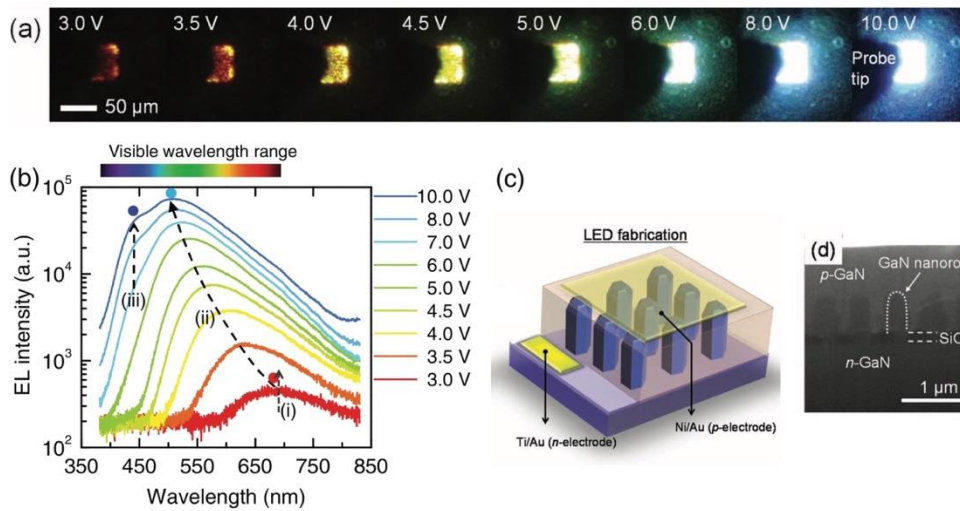 (a)
3.0 V 3.5 V 4.0 V 4.5 V 5.0 V 6.0 V 8.0 V 10.0 V
Probe
tip
50 µm
Visible wavelength range
(b)
EL intensity (a.u.)
10⁵
10⁴
10³
10²
350 450 550 650 750 850
Wavelength (nm)
(i)
(ii)
(iii)
10.0 V
8.0 V
7.0 V
6.0 V
5.0 V
4.5 V
4.0 V
3.5 V
3.0 V
(c)
LED fabrication
Ti/Au (n-electrode)
Ni/Au (p-electrode)
(d)
GaN nanoro
p-GaN
SiO
n-GaN
1 µm